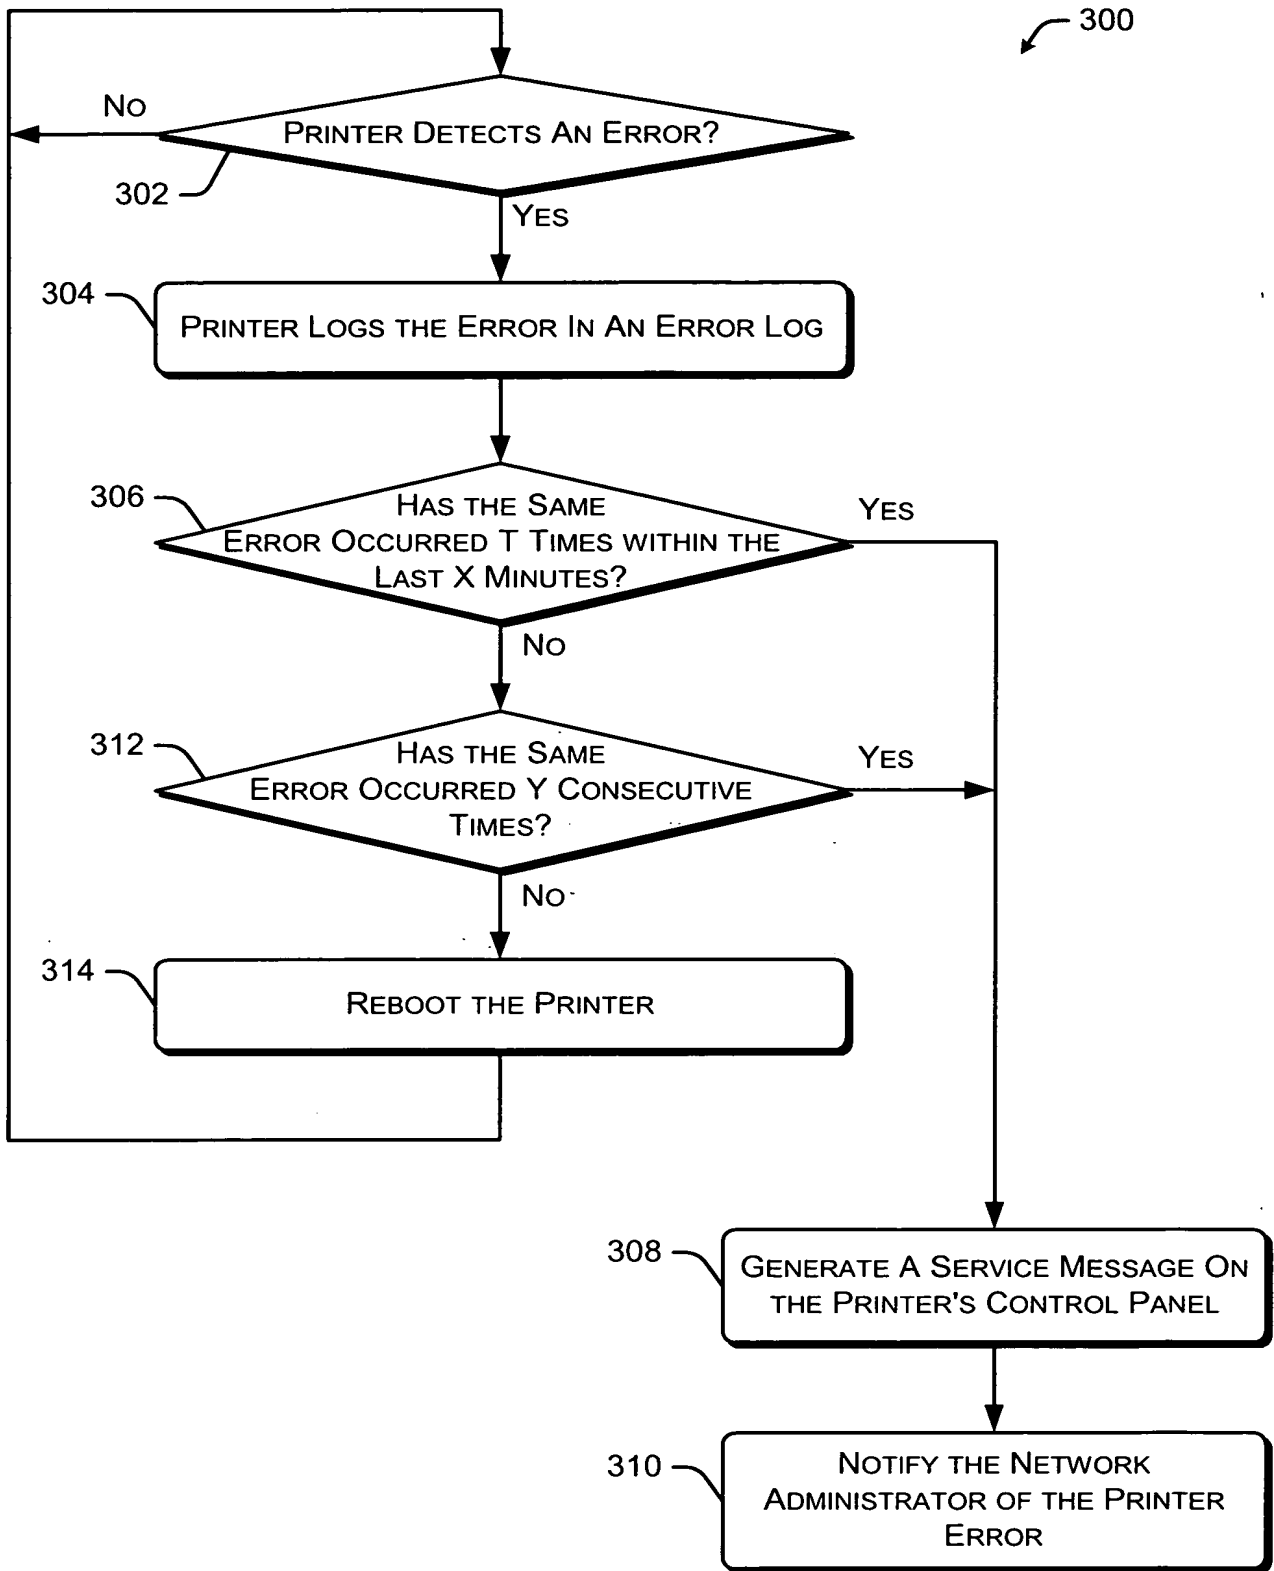 300
No
PRINTER DETECTS AN ERROR?
302
YES
304
PRINTER LOGS THE ERROR IN AN ERROR LOG
306
HAS THE SAME
ERROR OCCURRED T TIMES WITHIN THE
LAST X MINUTES?
YES
No
312
HAS THE SAME
ERROR OCCURRED Y CONSECUTIVE
TIMES?
YES
No
314
REBOOT THE PRINTER
308
GENERATE A SERVICE MESSAGE ON
THE PRINTER'S CONTROL PANEL
310
NOTIFY THE NETWORK
ADMINISTRATOR OF THE PRINTER
ERROR